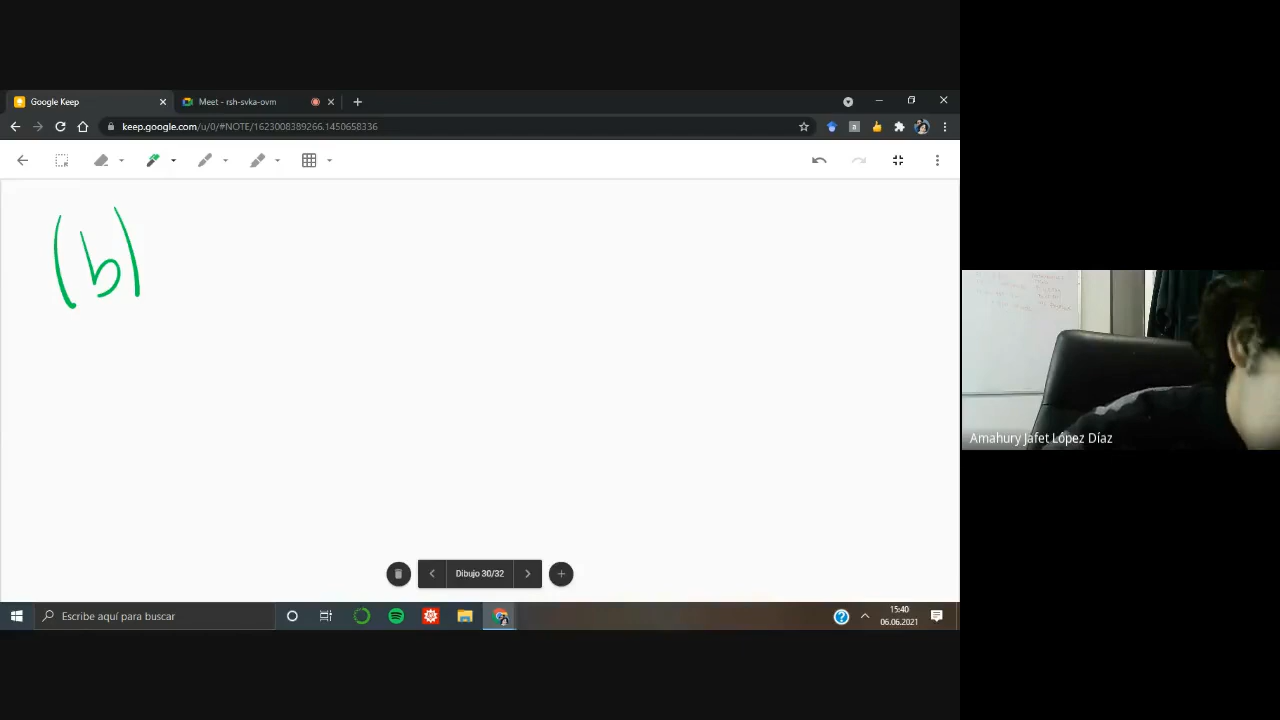 Google Keep
Meet - rsh-svka-ovm
keep.google.com/u/0/#NOTE/1623008389266.1450658336
(b)
Amahury Jafet López Díaz
Dibujo 30/32
Escribe aquí para buscar
15:40
06.06.2021